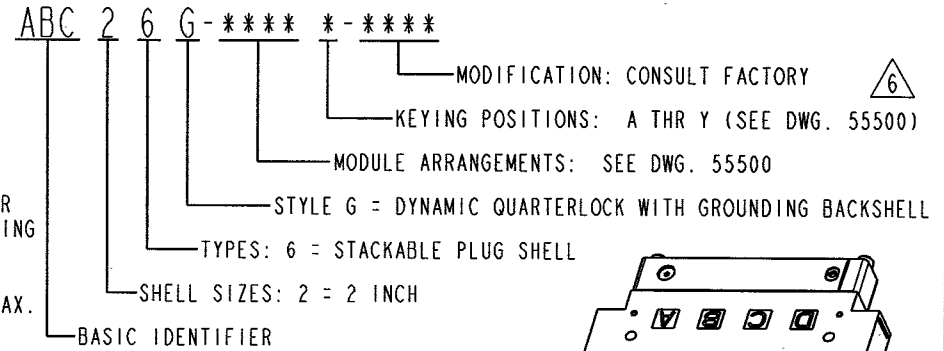 ABC 2 6 G-**** *-****
MODIFICATION: CONSULT FACTORY
6
KEYING POSITIONS: A THR Y (SEE DWG. 55500)
MODULE ARRANGEMENTS: SEE DWG. 55500
R
STYLE G = DYNAMIC QUARTERLOCK WITH GROUNDING BACKSHELL
ING
TYPES: 6 = STACKABLE PLUG SHELL
SHELL SIZES: 2 = 2 INCH
AX.
BASIC IDENTIFIER
A B C D